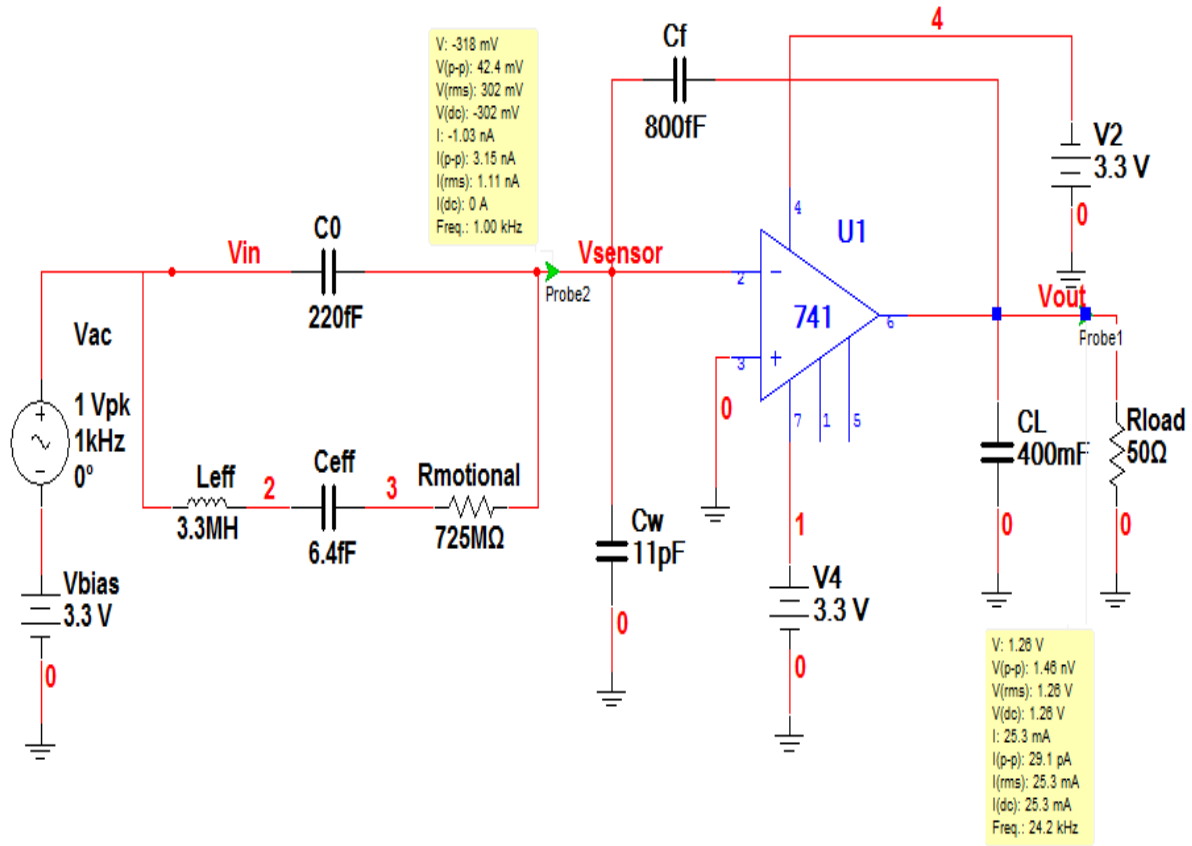 V: -318 mV
V(p-p): 42.4 mV
V(rms): 302 mV
V(dc): -302 mV
I: -1.03 nA
I(p-p): 3.15 nA
I(rms): 1.11 nA
I(dc): 0 A
Freq.: 1.00 kHz
Cf
800fF
4
V2
3.3 V
0
4
U1
C0
220fF
Vin
Vsensor
Probe2
2
−
741
6
Vout
Probe1
3
+
0
7
1
5
Vac
+
1 Vpk
1kHz
0°
−
Leff
3.3MH
2
Ceff
6.4fF
3
Rmotional
725MΩ
Cw
11pF
0
CL
400mF
0
Rload
50Ω
0
1
V4
3.3 V
0
Vbias
3.3 V
0
V: 1.26 V
V(p-p): 1.46 nV
V(rms): 1.26 V
V(dc): 1.26 V
I: 25.3 mA
I(p-p): 29.1 pA
I(rms): 25.3 mA
I(dc): 25.3 mA
Freq.: 24.2 kHz